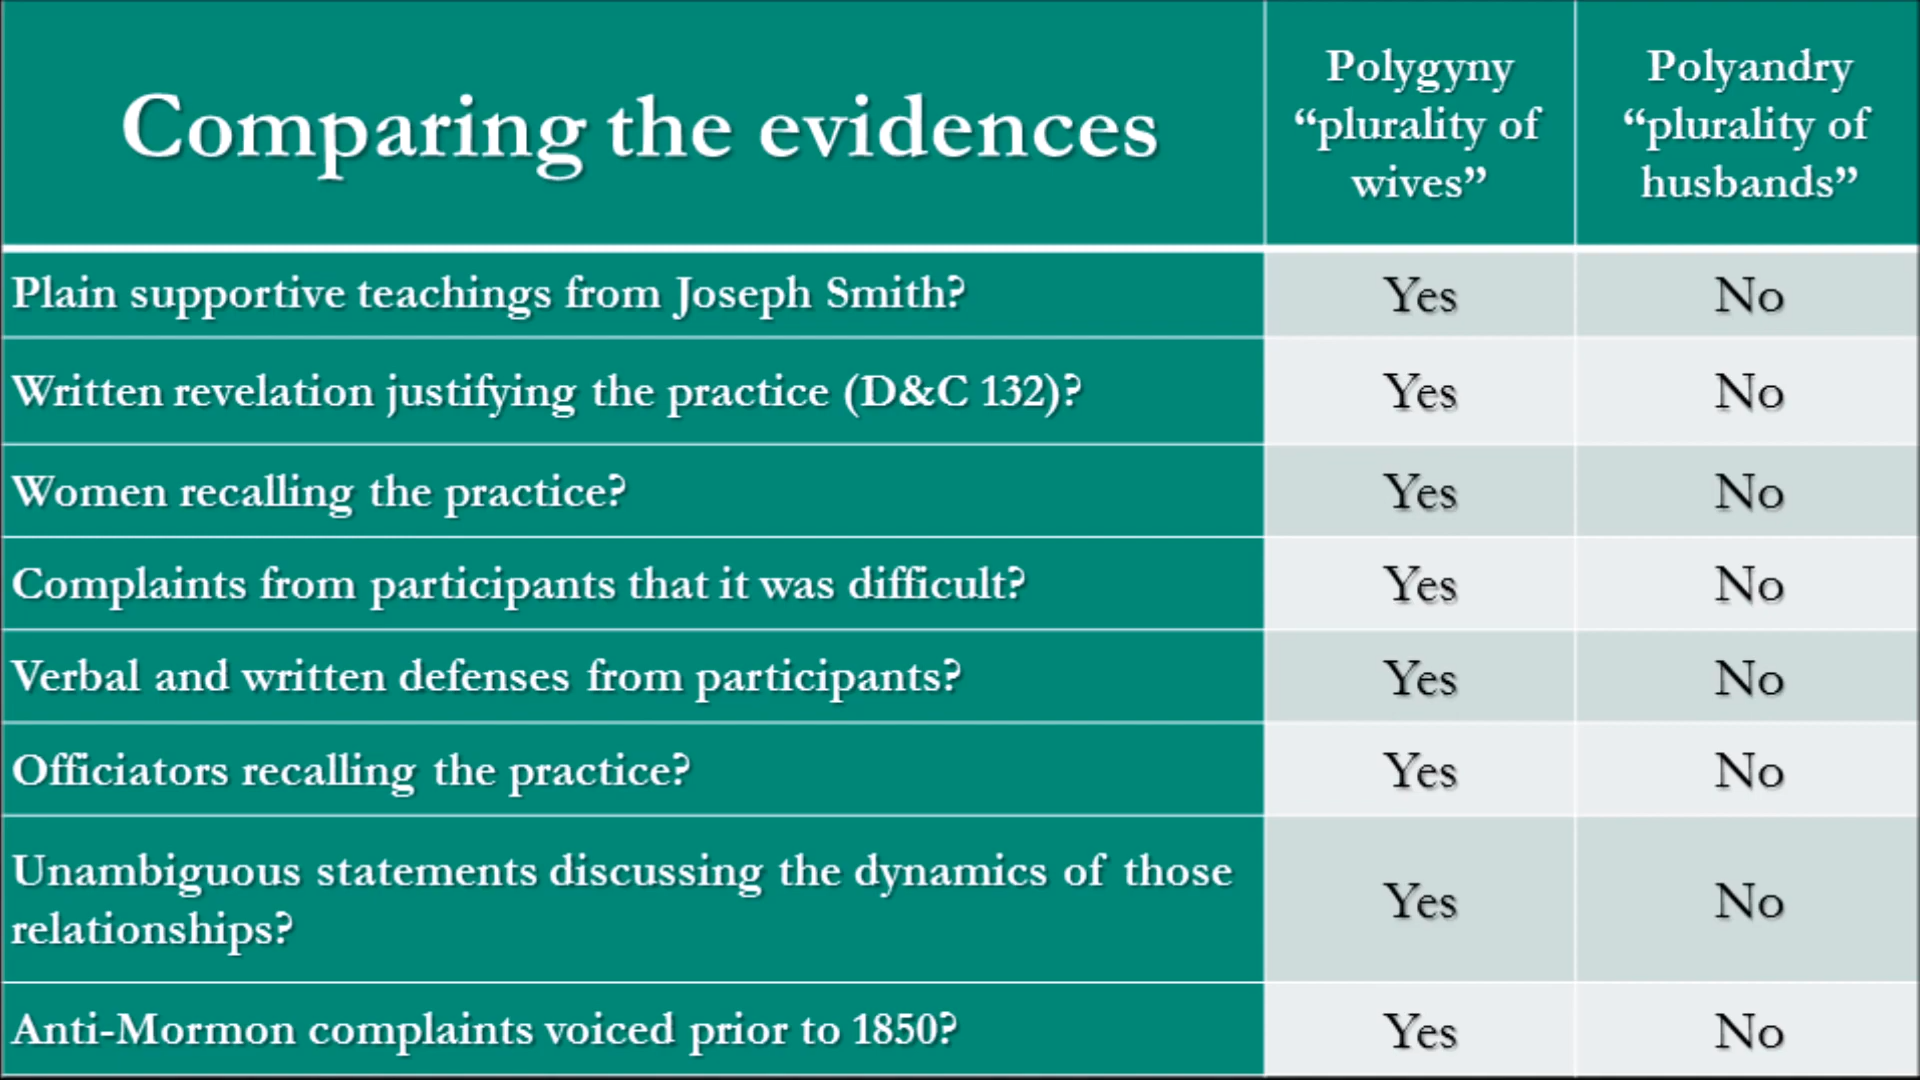 Comparing the evidences
Polygyny
“plurality of
wives”
Polyandry
“plurality of
husbands”
Plain supportive teachings from Joseph Smith?
Yes
No
Written revelation justifying the practice (D&C 132)?
Yes
No
Women recalling the practice?
Yes
No
Complaints from participants that it was difficult?
Yes
No
Verbal and written defenses from participants?
Yes
No
Officiators recalling the practice?
Yes
No
Unambiguous statements discussing the dynamics of those
relationships?
Yes
No
Anti-Mormon complaints voiced prior to 1850?
Yes
No